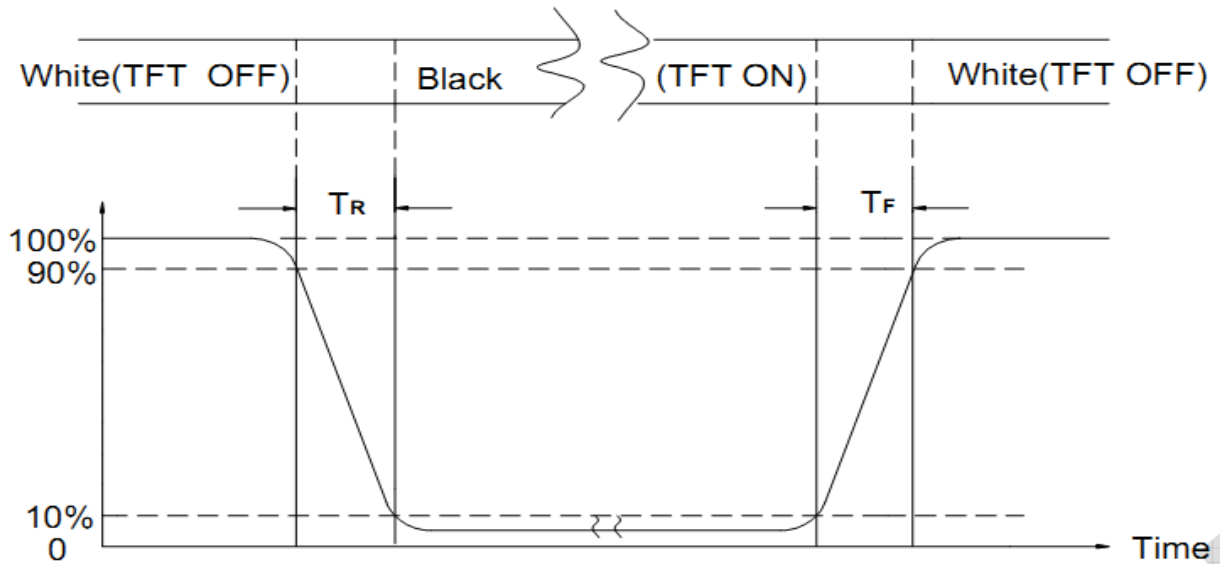 White(TFT OFF) Black (TFT ON) White(TFT OFF)
TR TF
100%
90%
10%
0
Time